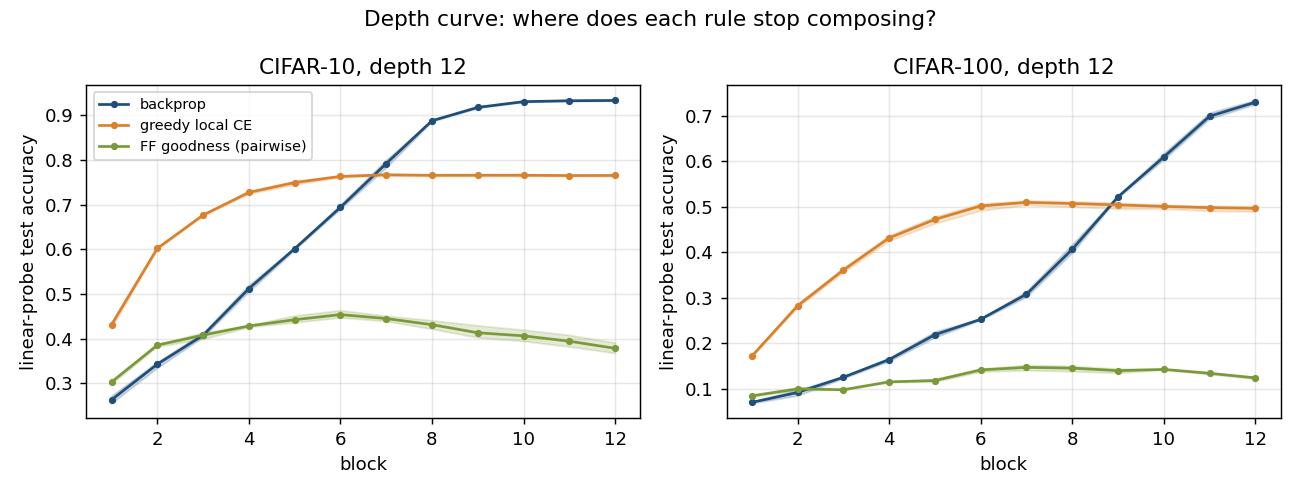 Depth curve: where does each rule stop composing?
CIFAR-10, depth 12
linear-probe test accuracy
0.9
0.8
0.7
0.6
0.5
0.4
0.3
backprop
greedy local CE
FF goodness (pairwise)
2 4 6 8 10 12
block
CIFAR-100, depth 12
linear-probe test accuracy
0.7
0.6
0.5
0.4
0.3
0.2
0.1
2 4 6 8 10 12
block